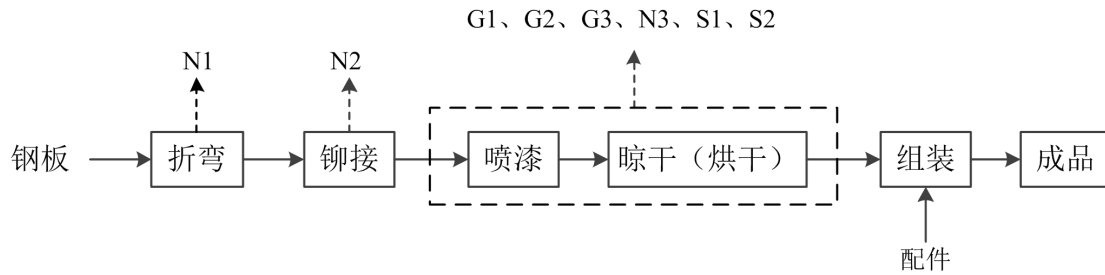 G1、G2、G3、N3、S1、S2
N1
N2
钢板
折弯
铆接
喷漆
晾干（烘干）
组装
成品
配件